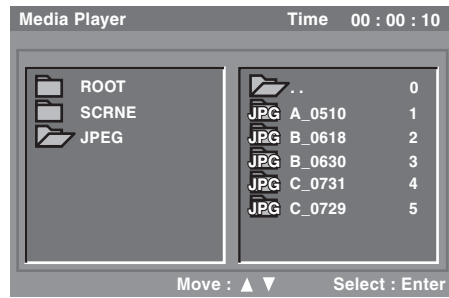 Media Player Time 00 : 00 : 10
ROOT
SCRNE
JPEG
. . 0
JPG A_0510 1
JPG B_0618 2
JPG B_0630 3
JPG C_0731 4
JPG C_0729 5
Move : ▲ ▼ Select : Enter